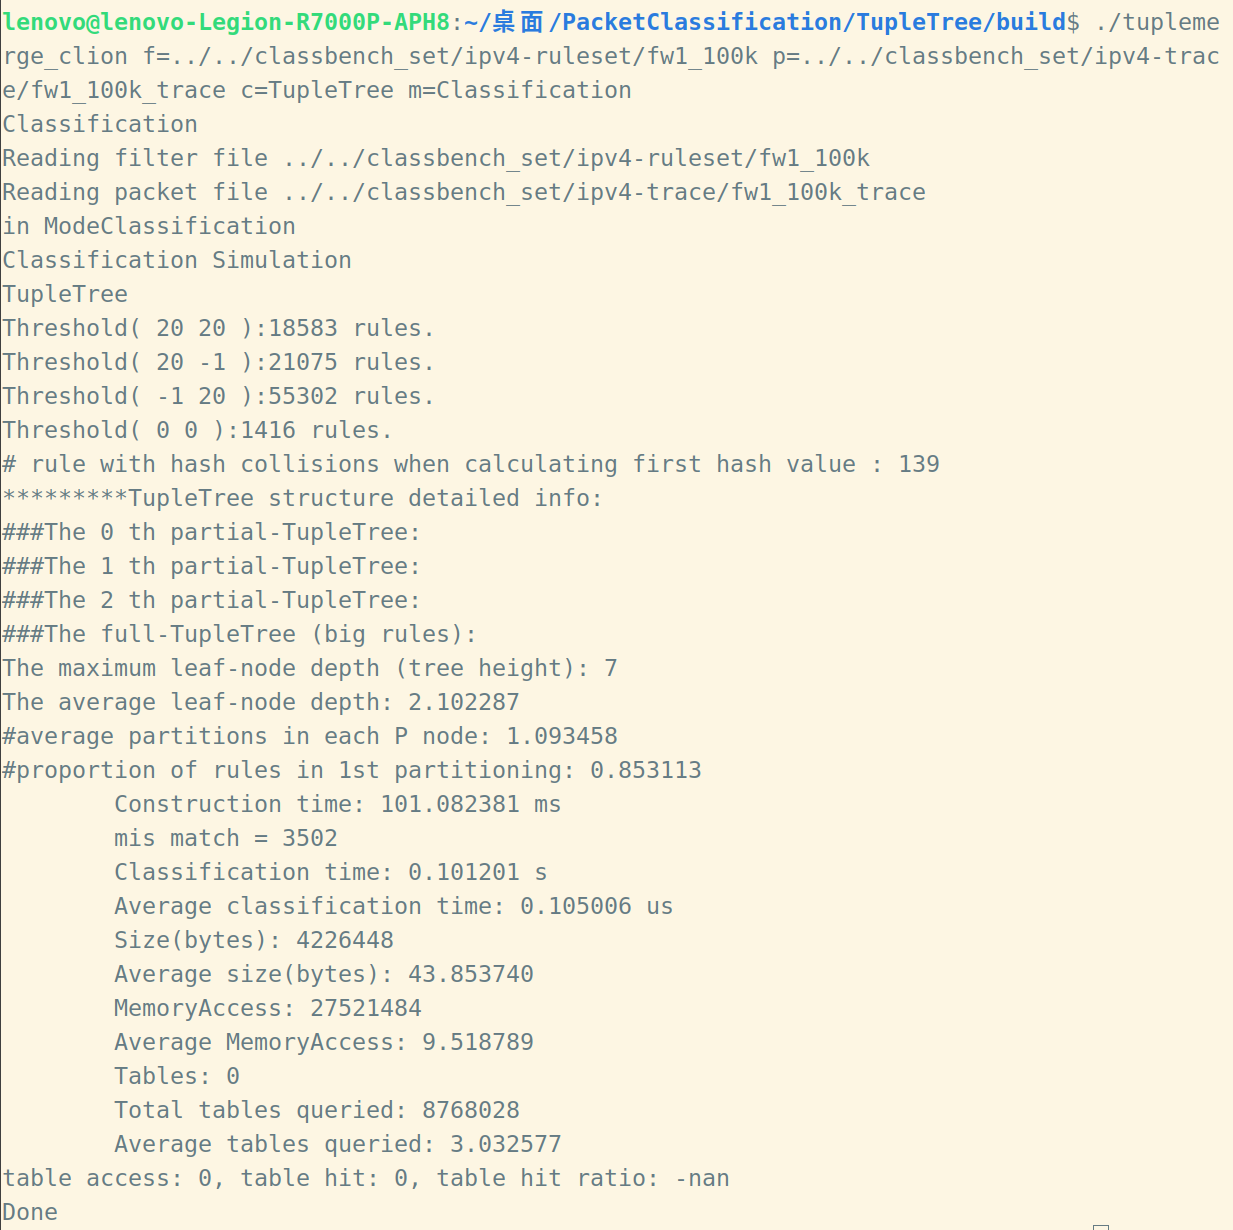 lenovo@lenovo-Legion-R7000P-APH8:~/桌面/PacketClassification/TupleTree/build$ ./tupleme
rge_clion f=../../classbench_set/ipv4-ruleset/fw1_100k p=../../classbench_set/ipv4-trac
e/fw1_100k_trace c=TupleTree m=Classification
Classification
Reading filter file ../../classbench_set/ipv4-ruleset/fw1_100k
Reading packet file ../../classbench_set/ipv4-trace/fw1_100k_trace
in ModeClassification
Classification Simulation
TupleTree
Threshold( 20 20 ):18583 rules.
Threshold( 20 -1 ):21075 rules.
Threshold( -1 20 ):55302 rules.
Threshold( 0 0 ):1416 rules.
# rule with hash collisions when calculating first hash value : 139
*********TupleTree structure detailed info:
###The 0 th partial-TupleTree:
###The 1 th partial-TupleTree:
###The 2 th partial-TupleTree:
###The full-TupleTree (big rules):
The maximum leaf-node depth (tree height): 7
The average leaf-node depth: 2.102287
#average partitions in each P node: 1.093458
#proportion of rules in 1st partitioning: 0.853113
Construction time: 101.082381 ms
mis match = 3502
Classification time: 0.101201 s
Average classification time: 0.105006 us
Size(bytes): 4226448
Average size(bytes): 43.853740
MemoryAccess: 27521484
Average MemoryAccess: 9.518789
Tables: 0
Total tables queried: 8768028
Average tables queried: 3.032577
table access: 0, table hit: 0, table hit ratio: -nan
Done